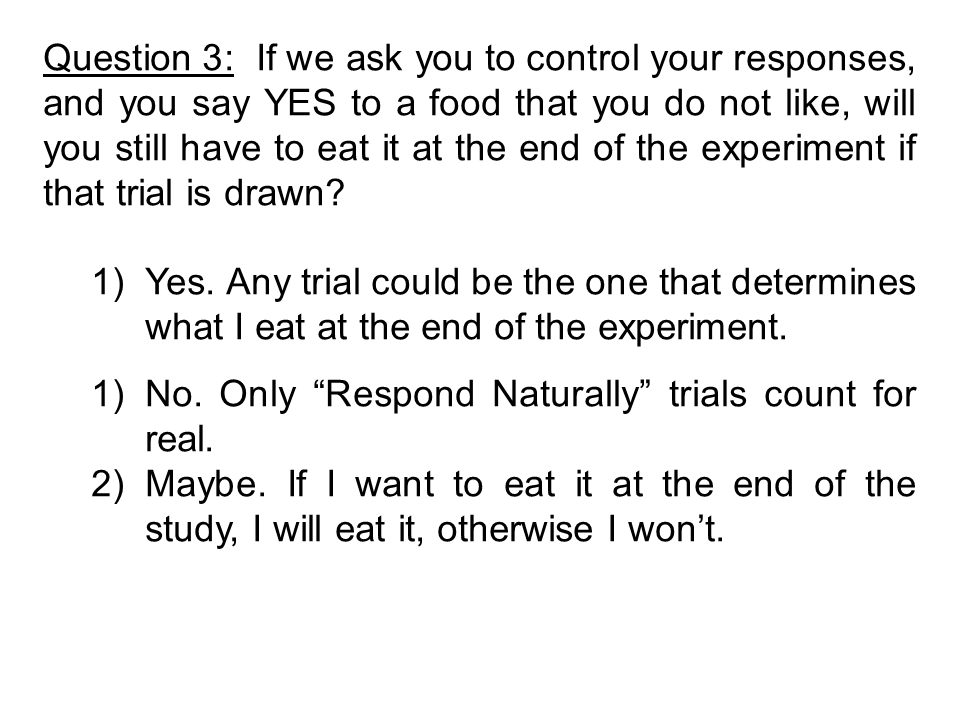 Question 3: If we ask you to control your responses,
and you say YES to a food that you do not like, will
you still have to eat it at the end of the experiment if
that trial is drawn?
1) Yes. Any trial could be the one that determines
what I eat at the end of the experiment.
1) No. Only “Respond Naturally” trials count for
real.
2) Maybe. If I want to eat it at the end of the
study, I will eat it, otherwise I won’t.